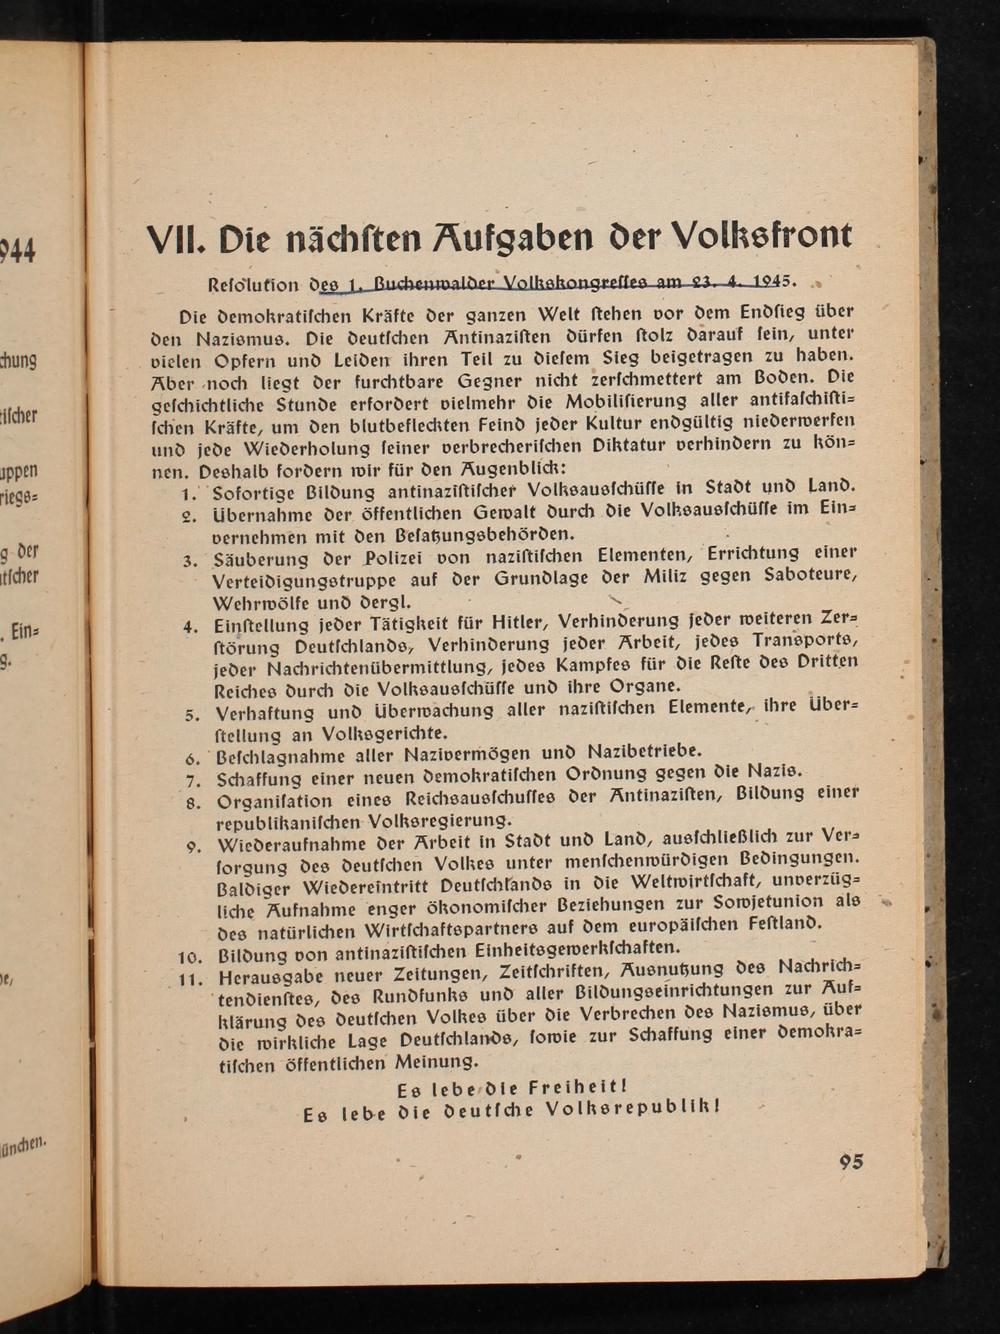 944
chung
tiſcher
uppen
riegs=
g der
tſcher
. Ein=
g.
ünchen.
VII. Die nächſten Aufgaben der Volksfront
Reſolution des 1. Buchenwalder Volkskongreſſes am 23. 4. 1945.
Die demokratiſchen Kräfte der ganzen Welt ſtehen vor dem Endſieg über
den Nazismus. Die deutſchen Antinaziſten dürfen ſtolz darauf ſein, unter
vielen Opfern und Leiden ihren Teil zu dieſem Sieg beigetragen zu haben.
Aber noch liegt der furchtbare Gegner nicht zerſchmettert am Boden. Die
geſchichtliche Stunde erfordert vielmehr die Mobiliſierung aller antifaſchiſti=
ſchen Kräfte, um den blutbefleckten Feind jeder Kultur endgültig niederwerfen
und jede Wiederholung ſeiner verbrecheriſchen Diktatur verhindern zu kön=
nen. Deshalb fordern wir für den Augenblick:
1. Sofortige Bildung antinaziſtiſcher Volksausſchüſſe in Stadt und Land.
2. Übernahme der öffentlichen Gewalt durch die Volksausſchüſſe im Ein=
vernehmen mit den Beſatzungsbehörden.
3. Säuberung der Polizei von naziſtiſchen Elementen, Errichtung einer
Verteidigungstruppe auf der Grundlage der Miliz gegen Saboteure,
Wehrwölfe und dergl.
4. Einſtellung jeder Tätigkeit für Hitler, Verhinderung jeder weiteren Zer=
ſtörung Deutſchlands, Verhinderung jeder Arbeit, jedes Transports,
jeder Nachrichtenübermittlung, jedes Kampfes für die Reſte des Dritten
Reiches durch die Volksausſchüſſe und ihre Organe.
5. Verhaftung und Überwachung aller naziſtiſchen Elemente, ihre Über=
ſtellung an Volksgerichte.
6. Beſchlagnahme aller Nazivermögen und Nazibetriebe.
7. Schaffung einer neuen demokratiſchen Ordnung gegen die Nazis.
8. Organiſation eines Reichsausſchuſſes der Antinaziſten, Bildung einer
republikaniſchen Volksregierung.
9. Wiederaufnahme der Arbeit in Stadt und Land, ausſchließlich zur Ver=
ſorgung des deutſchen Volkes unter menſchenwürdigen Bedingungen.
Baldiger Wiedereintritt Deutſchlands in die Weltwirtſchaft, unverzüg=
liche Aufnahme enger ökonomiſcher Beziehungen zur Sowjetunion als
des natürlichen Wirtſchaftspartners auf dem europäiſchen Feſtland.
10. Bildung von antinaziſtiſchen Einheitsgewerkſchaften.
11. Herausgabe neuer Zeitungen, Zeitſchriften, Ausnutzung des Nachrich=
tendienſtes, des Rundfunks und aller Bildungseinrichtungen zur Auf=
klärung des deutſchen Volkes über die Verbrechen des Nazismus, über
die wirkliche Lage Deutſchlands, ſowie zur Schaffung einer demokra=
tiſchen öffentlichen Meinung.
Es lebe die Freiheit!
Es lebe die deutſche Volksrepublik!
95